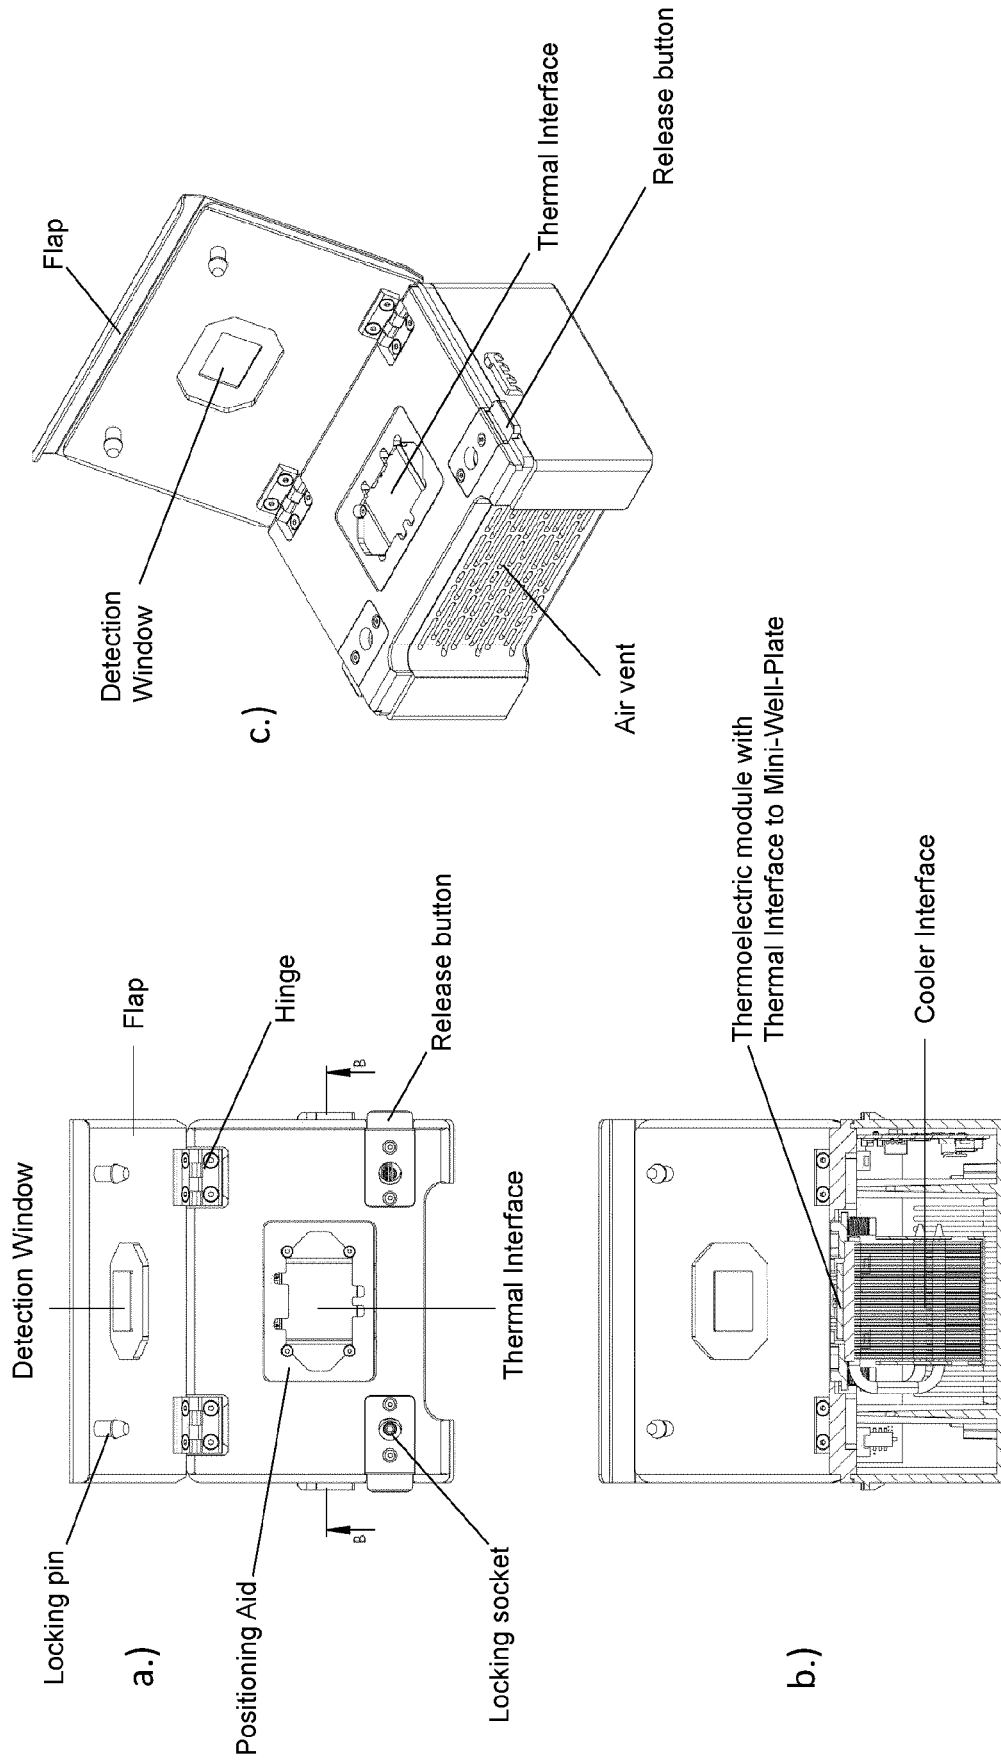 a.)
Locking pin
Detection Window
Flap
Hinge
Release button
Positioning Aid
Locking socket
Thermal Interface
B
B
b.)
Thermoelectric module with
Thermal Interface to Mini-Well-Plate
Cooler Interface
c.)
Detection
Window
Flap
Thermal Interface
Release button
Air vent